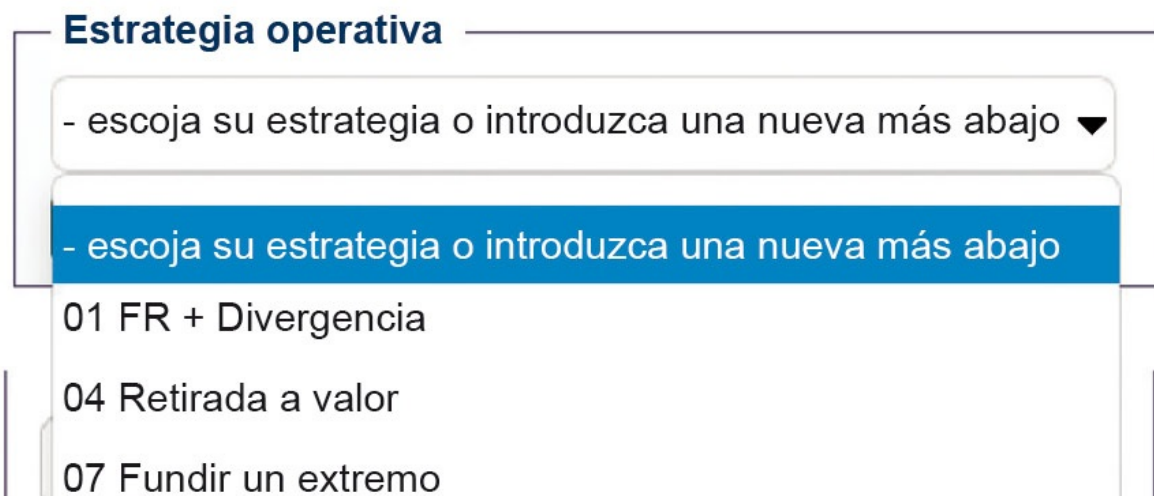 Estrategia operativa
- escoja su estrategia o introduzca una nueva más abajo
- escoja su estrategia o introduzca una nueva más abajo
01 FR + Divergencia
04 Retirada a valor
07 Fundir un extremo